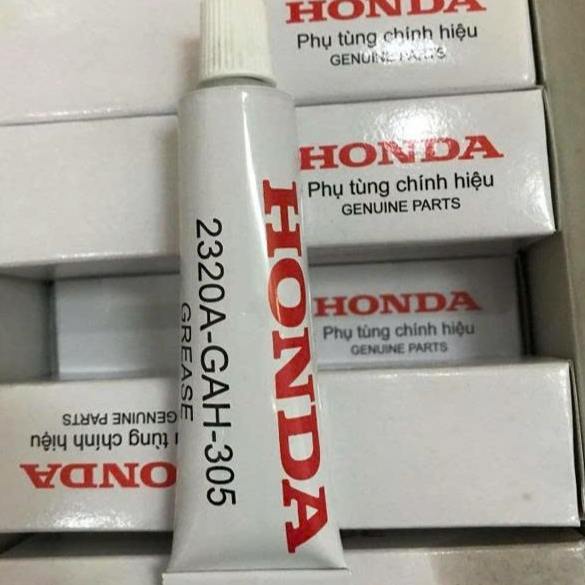 HONDA
Phụ tùng chính hiệu
GENUINE PARTS
HONDA
Phụ tùng chính hiệu
GENUINE PARTS
HONDA
2320A-GAH-305
GREASE
HONDA
Phụ tùng chính hiệu
GENUINE PARTS
HONDA
tùng chính hiệu
GENUINE PARTS